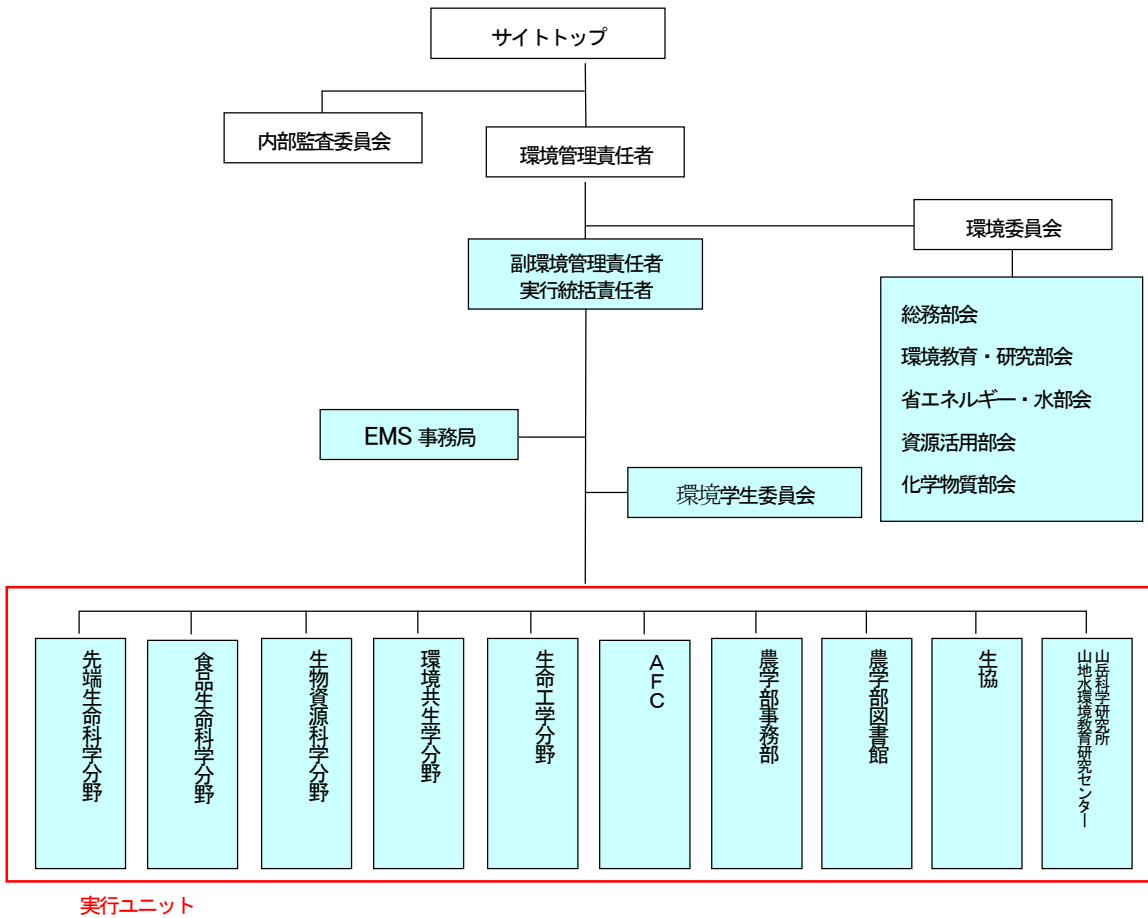 サイトトップ
内部監査委員会
環境管理責任者
環境委員会
副環境管理責任者
実行統括責任者
総務部会
環境教育・研究部会
省エネルギー・水部会
資源活用部会
化学物質部会
EMS 事務局
環境学生委員会
先端生命科学分野
食品生命科学分野
生物資源科学分野
環境共生学分野
生命工学分野
ＡＦＣ
農学部事務部
農学部図書館
生協
山岳科学研究所
山地水環境教育研究センター
実行ユニット